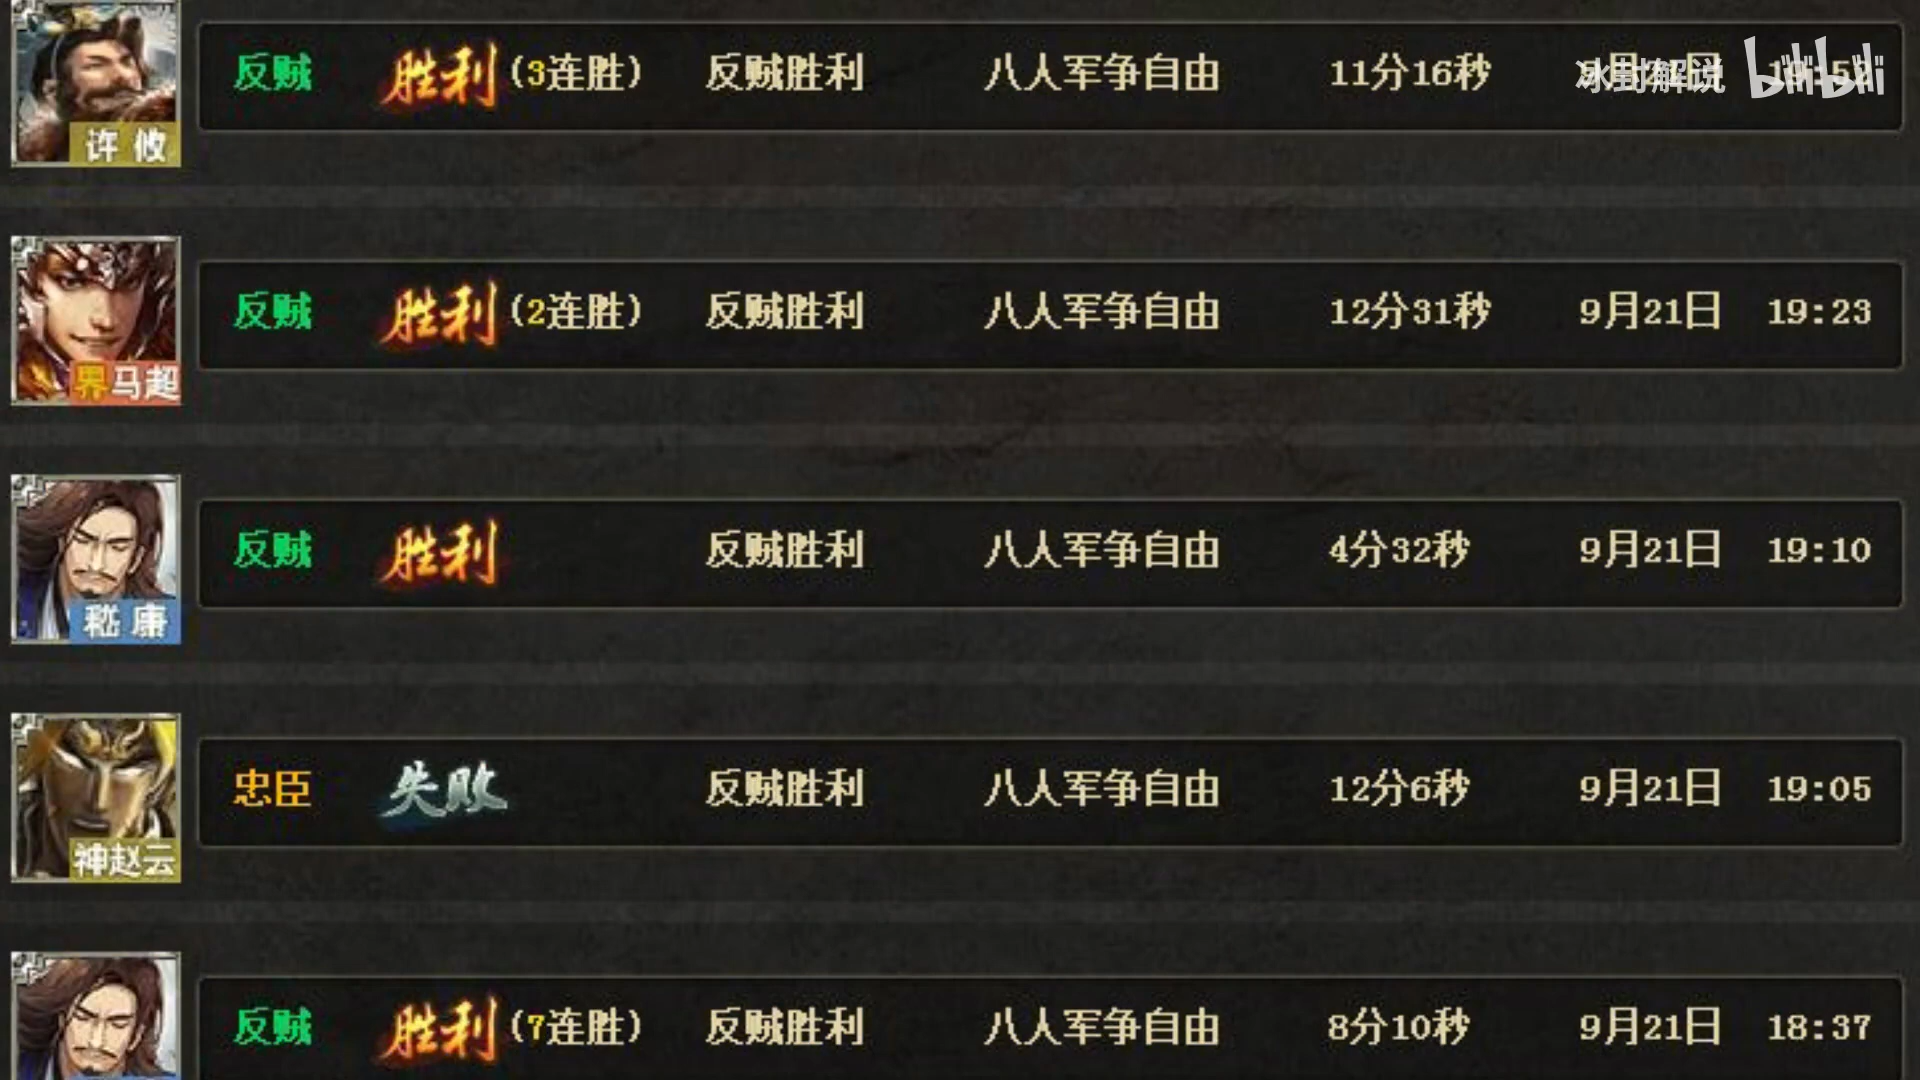 反贼 胜利 (3连胜) 反贼胜利 八人军争自由 11分16秒
冰封解说 bilibili
许攸
反贼 胜利 (2连胜) 反贼胜利 八人军争自由 12分31秒 9月21日 19:23
界马超
反贼 胜利 反贼胜利 八人军争自由 4分32秒 9月21日 19:10
嵇康
忠臣 失败 反贼胜利 八人军争自由 12分6秒 9月21日 19:05
神赵云
反贼 胜利 (7连胜) 反贼胜利 八人军争自由 8分10秒 9月21日 18:37